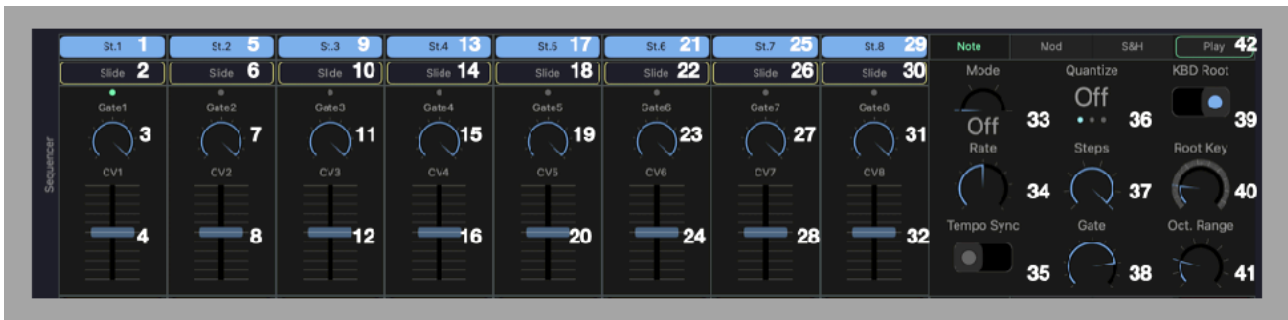 St.1 1 St.2 5 St.3 9 St.4 13 St.5 17 St.6 21 St.7 25 St.8 29 Note Mod S&H Play 42
Slide 2 Slide 6 Slide 10 Slide 14 Slide 18 Slide 22 Slide 26 Slide 30 Mode Quantize KBD Root
Gate1 Gate2 Gate3 Gate4 Gate5 Gate6 Gate7 Gate8 Off
3 7 11 15 19 23 27 31 Off 33 36 39
Sequencer
CV1 CV2 CV3 CV4 CV5 CV6 CV7 CV8 Rate Steps Root Key
34 37 40
4 8 12 16 20 24 28 32 Tempo Sync Gate Oct. Range
35 38 41